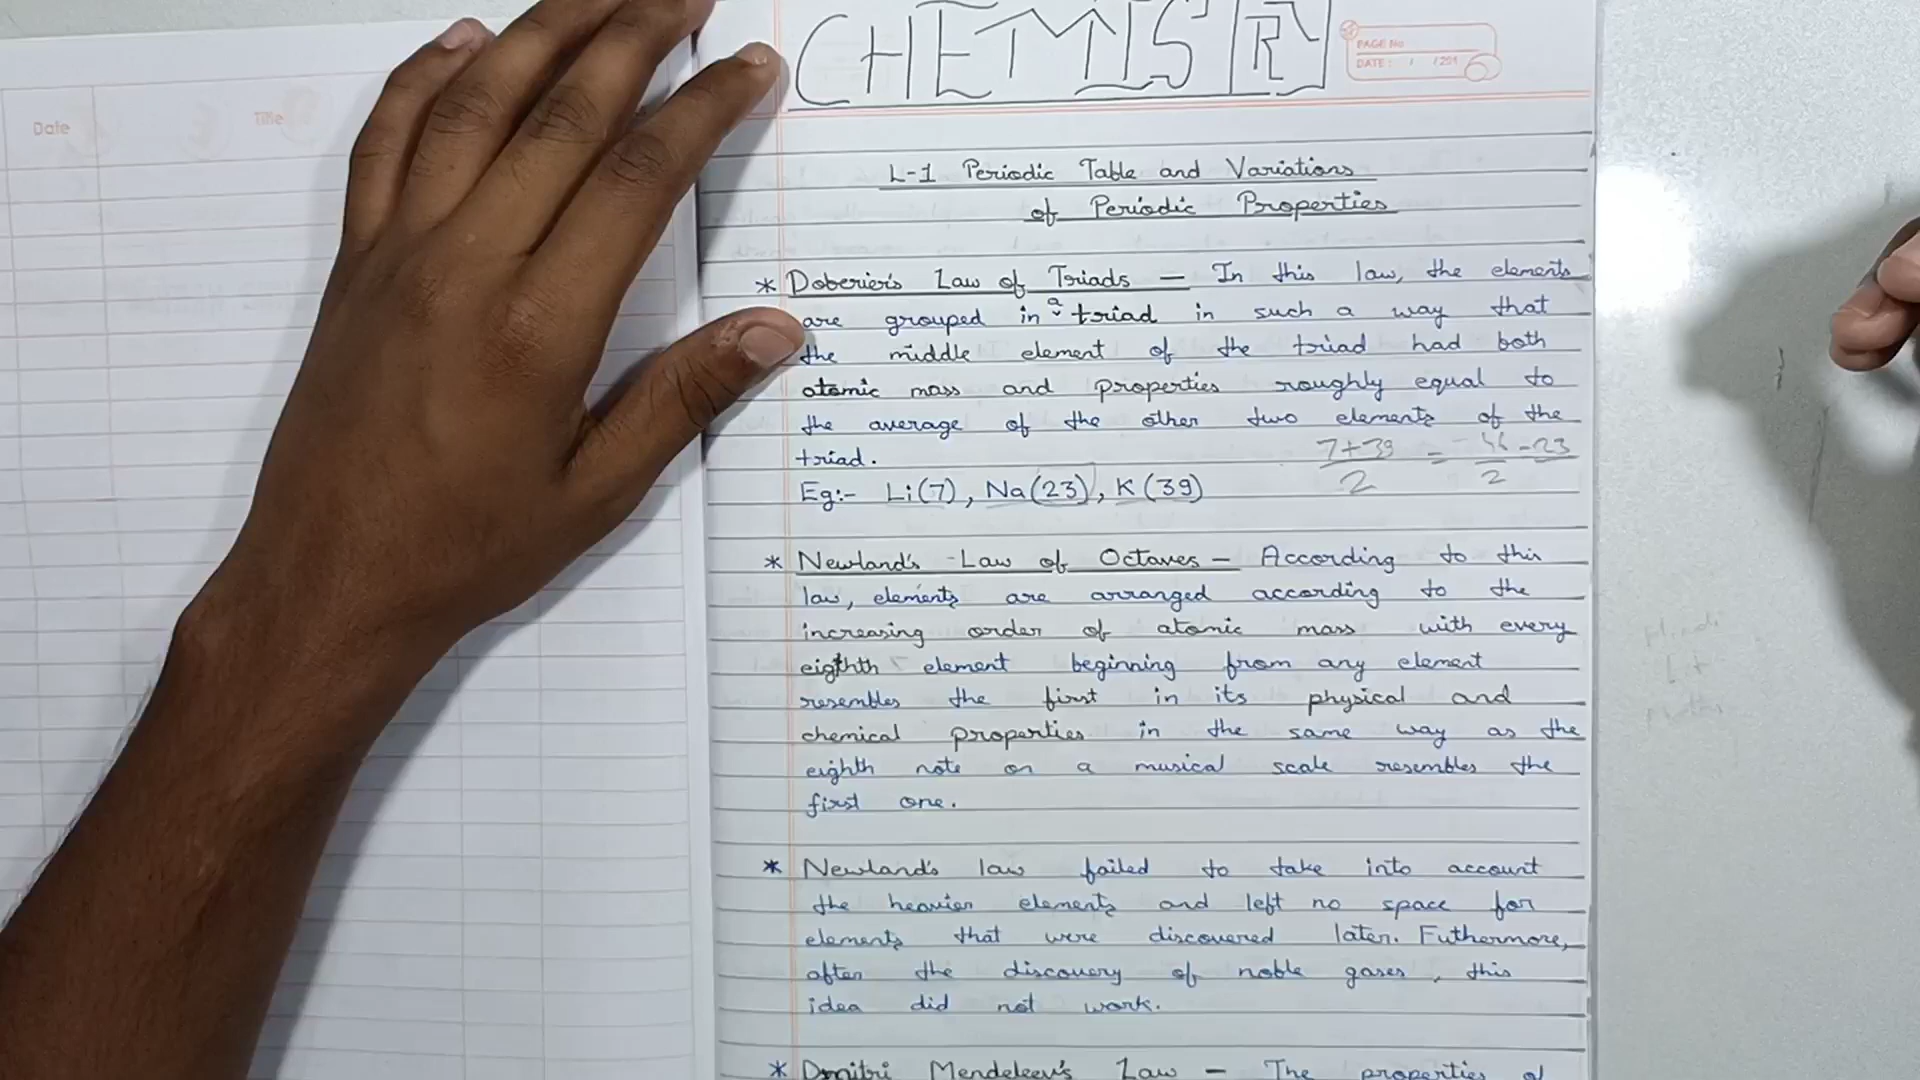 CHEMISTRY
PAGE No
DATE: / /201
Date
Title
L-1 Periodic Table and Variations
of Periodic Properties
* Doberier's Law of Triads - In this law, the elements
are grouped in a triad in such a way that
the middle element of the triad had both
atomic mass and properties roughly equal to
the average of the other two elements of the
triad.
7+39/2 = 46/2 = 23
Eg:- Li(7), Na(23), K(39)
* Newland's Law of Octaves - According to this
law, elements are arranged according to the
increasing order of atomic mass with every
eighth element beginning from any element
resembles the first in its physical and
chemical properties in the same way as the
eighth note on a musical scale resembles the
first one.
* Newland's law failed to take into account
the heavier elements and left no space for
elements that were discovered later. Futhermore,
after the discovery of noble gases, this
idea did not work.
* Dmitri Mendeleev's Law - The properties of